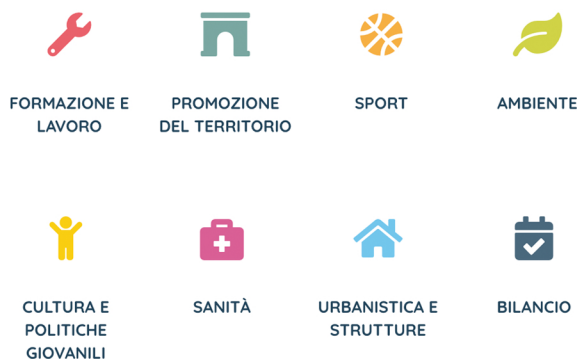 FORMAZIONE E
LAVORO
PROMOZIONE
DEL TERRITORIO
SPORT
AMBIENTE
CULTURA E
POLITICHE
GIOVANILI
SANITÀ
URBANISTICA E
STRUTTURE
BILANCIO